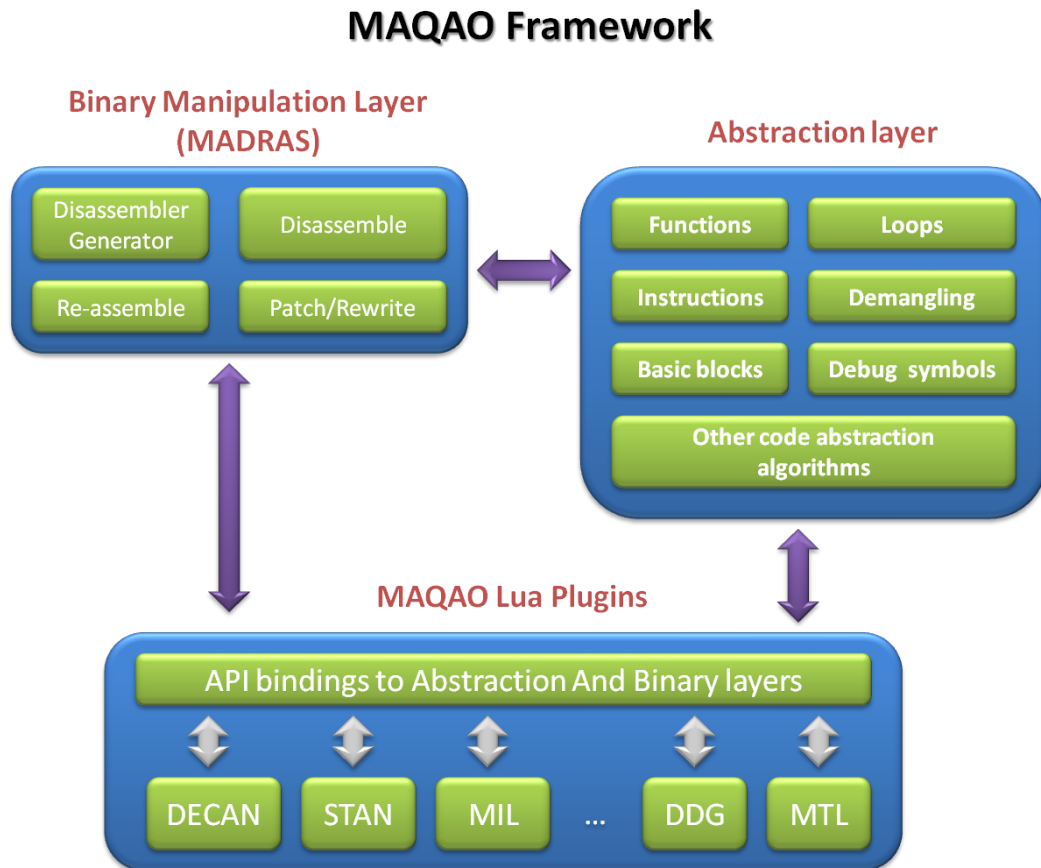 MAQAO Framework
Binary Manipulation Layer
(MADRAS)
Disassembler
Generator
Disassemble
Re-assemble
Patch/Rewrite
Abstraction layer
Functions
Loops
Instructions
Demangling
Basic blocks
Debug symbols
Other code abstraction
algorithms
MAQAO Lua Plugins
API bindings to Abstraction And Binary layers
DECAN
STAN
MIL
...
DDG
MTL